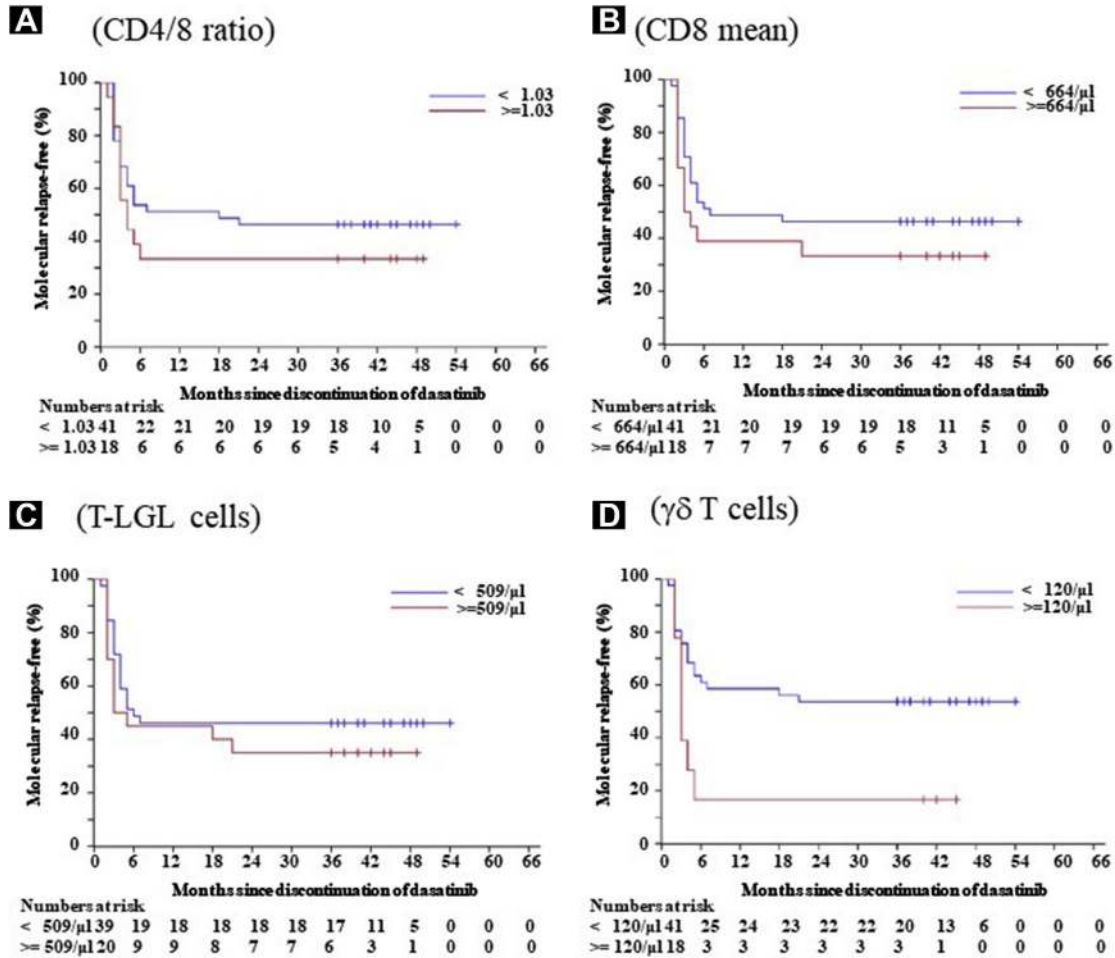 A (CD4/8 ratio)
Molecular relapse-free (%)
100
80
60
40
20
0
< 1.03
>=1.03
0 6 12 18 24 30 36 42 48 54 60 66
Months since discontinuation of dasatinib
Numbers at risk
< 1.03 41 22 21 20 19 19 18 10 5 0 0 0
>= 1.03 18 6 6 6 6 6 5 4 1 0 0 0
B (CD8 mean)
Molecular relapse-free (%)
100
80
60
40
20
0
< 664/µl
>=664/µl
0 6 12 18 24 30 36 42 48 54 60 66
Months since discontinuation of dasatinib
Numbers at risk
< 664/µl 41 21 20 19 19 19 18 11 5 0 0 0
>= 664/µl 18 7 7 7 6 6 5 3 1 0 0 0
C (T-LGL cells)
Molecular relapse-free (%)
100
80
60
40
20
0
< 509/µl
>=509/µl
0 6 12 18 24 30 36 42 48 54 60 66
Months since discontinuation of dasatinib
Numbers at risk
< 509/µl 39 19 18 18 18 18 17 11 5 0 0 0
>= 509/µl 20 9 9 8 7 7 6 3 1 0 0 0
D (γδ T cells)
Molecular relapse-free (%)
100
80
60
40
20
0
< 120/µl
>=120/µl
0 6 12 18 24 30 36 42 48 54 60 66
Months since discontinuation of dasatinib
Numbers at risk
< 120/µl 41 25 24 23 22 22 20 13 6 0 0 0
>= 120/µl 18 3 3 3 3 3 3 1 0 0 0 0